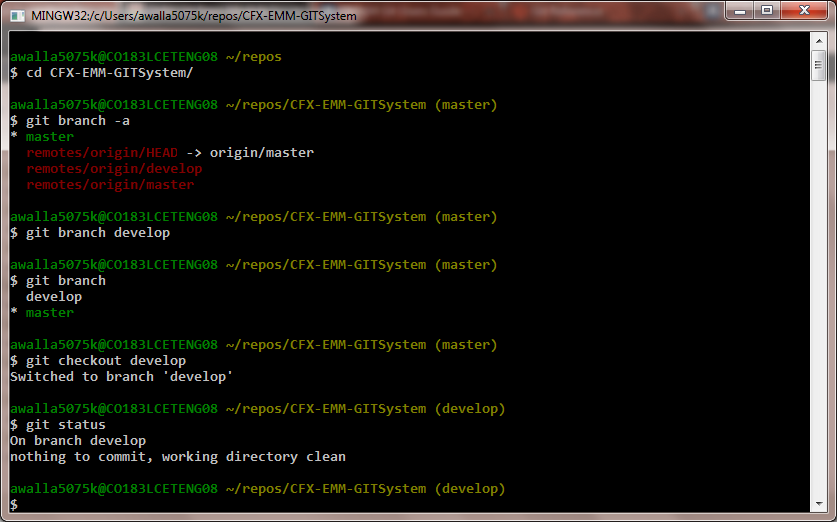 MINGW32:/c/Users/awalla5075k/repos/CFX-EMM-GITSystem
awalla5075k@CO183LCETENG08 ~/repos
$ cd CFX-EMM-GITSystem/
awalla5075k@CO183LCETENG08 ~/repos/CFX-EMM-GITSystem (master)
$ git branch -a
* master
  remotes/origin/HEAD -> origin/master
  remotes/origin/develop
  remotes/origin/master
awalla5075k@CO183LCETENG08 ~/repos/CFX-EMM-GITSystem (master)
$ git branch develop
awalla5075k@CO183LCETENG08 ~/repos/CFX-EMM-GITSystem (master)
$ git branch
  develop
* master
awalla5075k@CO183LCETENG08 ~/repos/CFX-EMM-GITSystem (master)
$ git checkout develop
Switched to branch 'develop'
awalla5075k@CO183LCETENG08 ~/repos/CFX-EMM-GITSystem (develop)
$ git status
On branch develop
nothing to commit, working directory clean
awalla5075k@CO183LCETENG08 ~/repos/CFX-EMM-GITSystem (develop)
$